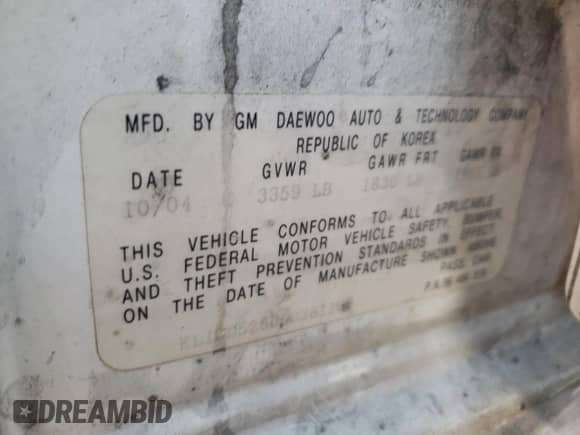 MFD. BY GM DAEWOO AUTO & TECHNOLOGY COMPANY
REPUBLIC OF KOREA
DATE GVWR GAWR FRT GAWR RR
10/04 3359 LB 1830 LB
THIS VEHICLE CONFORMS TO ALL APPLICABLE
U.S. FEDERAL MOTOR VEHICLE SAFETY, BUMPER,
AND THEFT PREVENTION STANDARDS IN EFFECT
ON THE DATE OF MANUFACTURE SHOWN ABOVE
PASS. CAR
DREAMBID